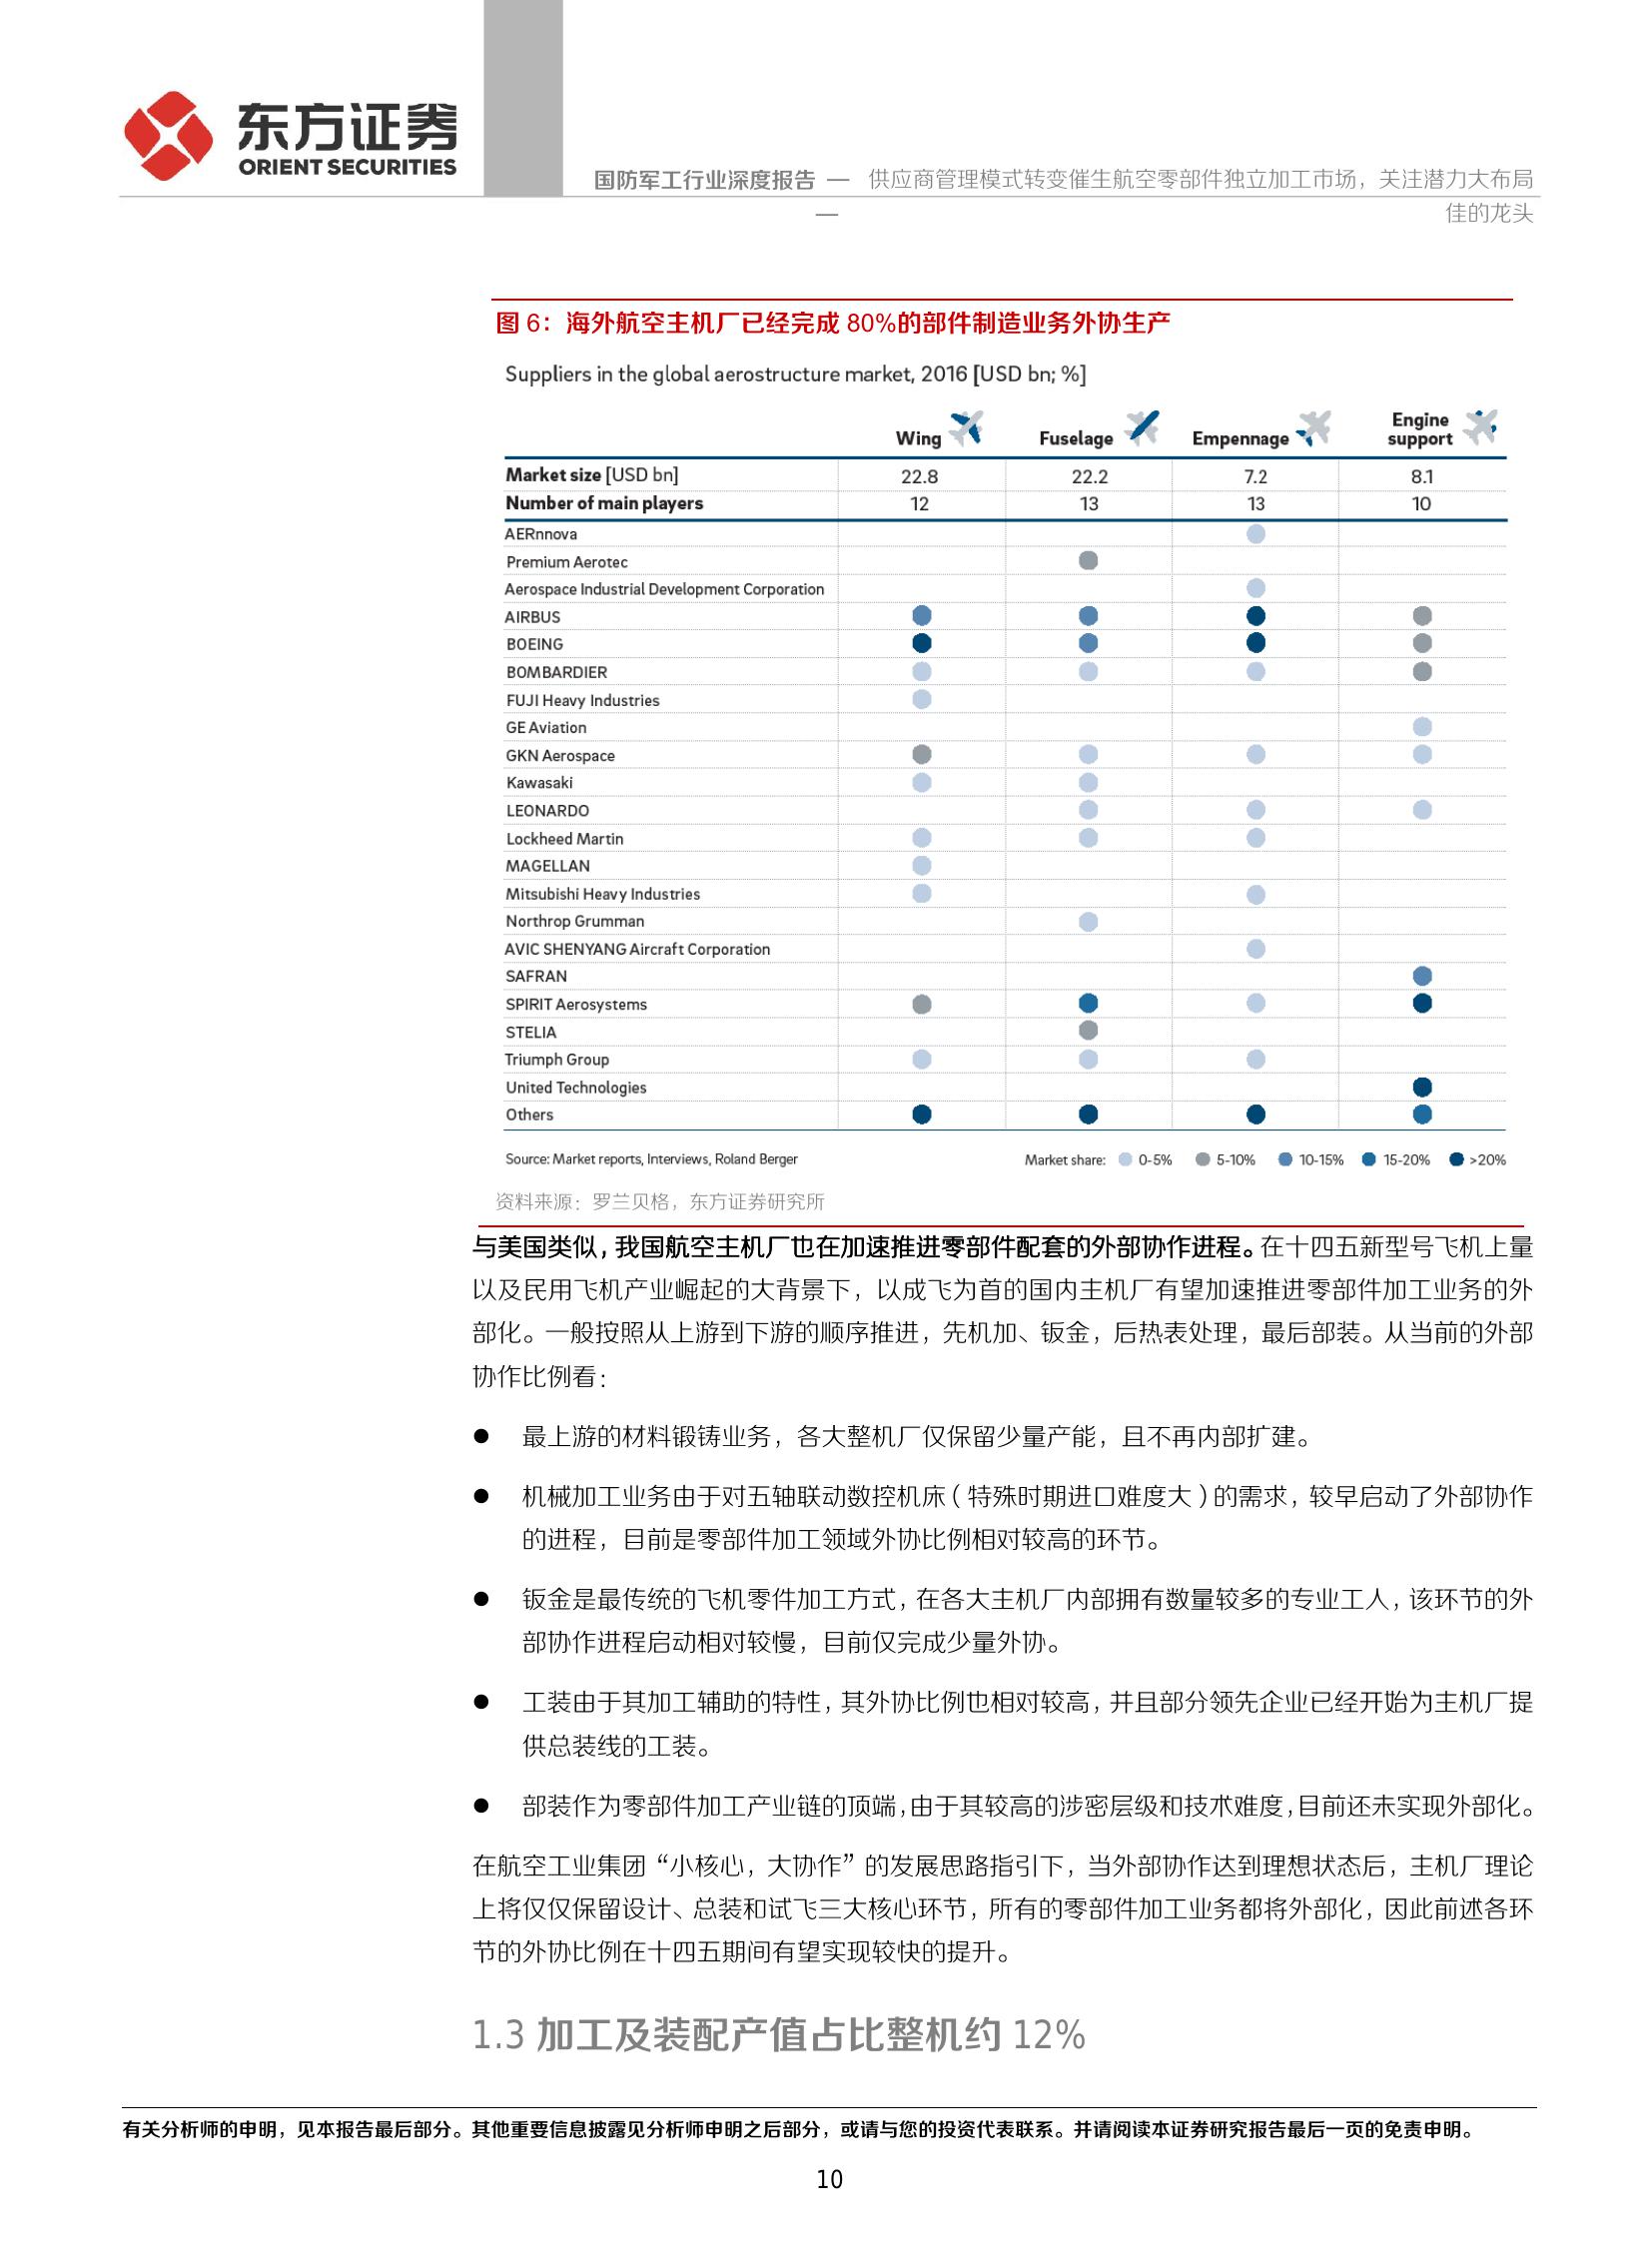 东方证券
ORIENT SECURITIES
国防军工行业深度报告 — 供应商管理模式转变催生航空零部件独立加工市场，关注潜力大布局
— 佳的龙头
图 6：海外航空主机厂已经完成 80%的部件制造业务外协生产
Suppliers in the global aerostructure market, 2016 [USD bn; %]
Wing Fuselage Empennage Engine support
Market size [USD bn] 22.8 22.2 7.2 8.1
Number of main players 12 13 13 10
AERnnova
Premium Aerotec
Aerospace Industrial Development Corporation
AIRBUS
BOEING
BOMBARDIER
FUJI Heavy Industries
GE Aviation
GKN Aerospace
Kawasaki
LEONARDO
Lockheed Martin
MAGELLAN
Mitsubishi Heavy Industries
Northrop Grumman
AVIC SHENYANG Aircraft Corporation
SAFRAN
SPIRIT Aerosystems
STELIA
Triumph Group
United Technologies
Others
Source: Market reports, Interviews, Roland Berger Market share: 0-5% 5-10% 10-15% 15-20% >20%
资料来源：罗兰贝格，东方证券研究所
与美国类似，我国航空主机厂也在加速推进零部件配套的外部协作进程。在十四五新型号飞机上量
以及民用飞机产业崛起的大背景下，以成飞为首的国内主机厂有望加速推进零部件加工业务的外
部化。一般按照从上游到下游的顺序推进，先机加、钣金，后热表处理，最后部装。从当前的外部
协作比例看：
● 最上游的材料锻铸业务，各大整机厂仅保留少量产能，且不再内部扩建。
● 机械加工业务由于对五轴联动数控机床（特殊时期进口难度大）的需求，较早启动了外部协作
的进程，目前是零部件加工领域外协比例相对较高的环节。
● 钣金是最传统的飞机零件加工方式，在各大主机厂内部拥有数量较多的专业工人，该环节的外
部协作进程启动相对较慢，目前仅完成少量外协。
● 工装由于其加工辅助的特性，其外协比例也相对较高，并且部分领先企业已经开始为主机厂提
供总装线的工装。
● 部装作为零部件加工产业链的顶端，由于其较高的涉密层级和技术难度，目前还未实现外部化。
在航空工业集团“小核心，大协作”的发展思路指引下，当外部协作达到理想状态后，主机厂理论
上将仅仅保留设计、总装和试飞三大核心环节，所有的零部件加工业务都将外部化，因此前述各环
节的外协比例在十四五期间有望实现较快的提升。
1.3 加工及装配产值占比整机约 12%
有关分析师的申明，见本报告最后部分。其他重要信息披露见分析师申明之后部分，或请与您的投资代表联系。并请阅读本证券研究报告最后一页的免责申明。
10